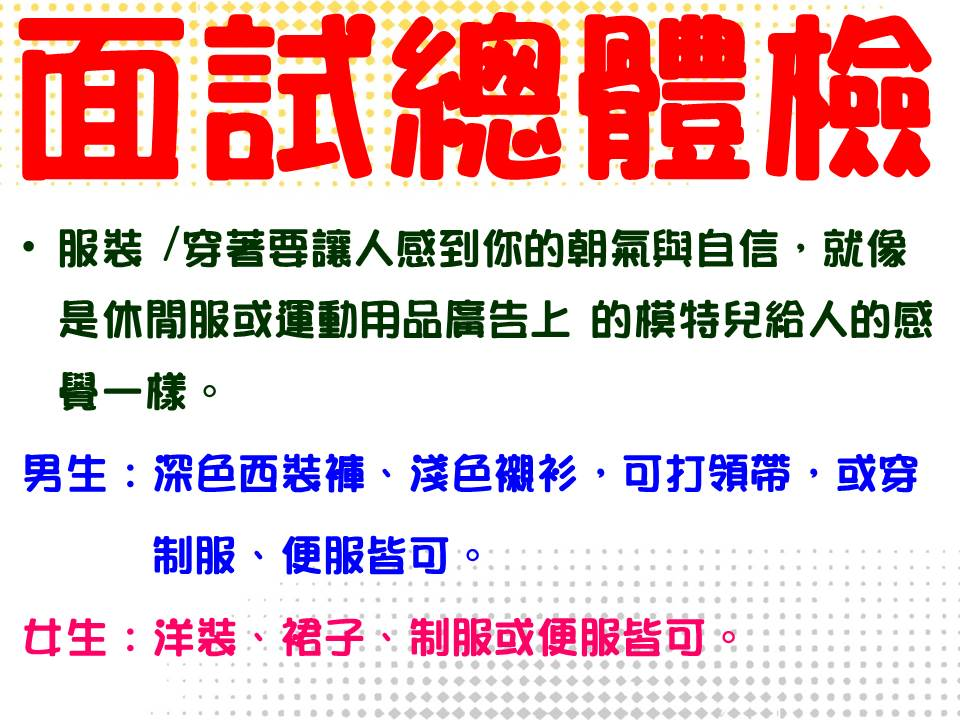 面試總體檢
• 服裝 /穿著要讓人感到你的朝氣與自信，就像
是休閒服或運動用品廣告上 的模特兒給人的感
覺一樣。
男生：深色西裝褲、淺色襯衫，可打領帶，或穿
制服、便服皆可。
女生：洋裝、裙子、制服或便服皆可。